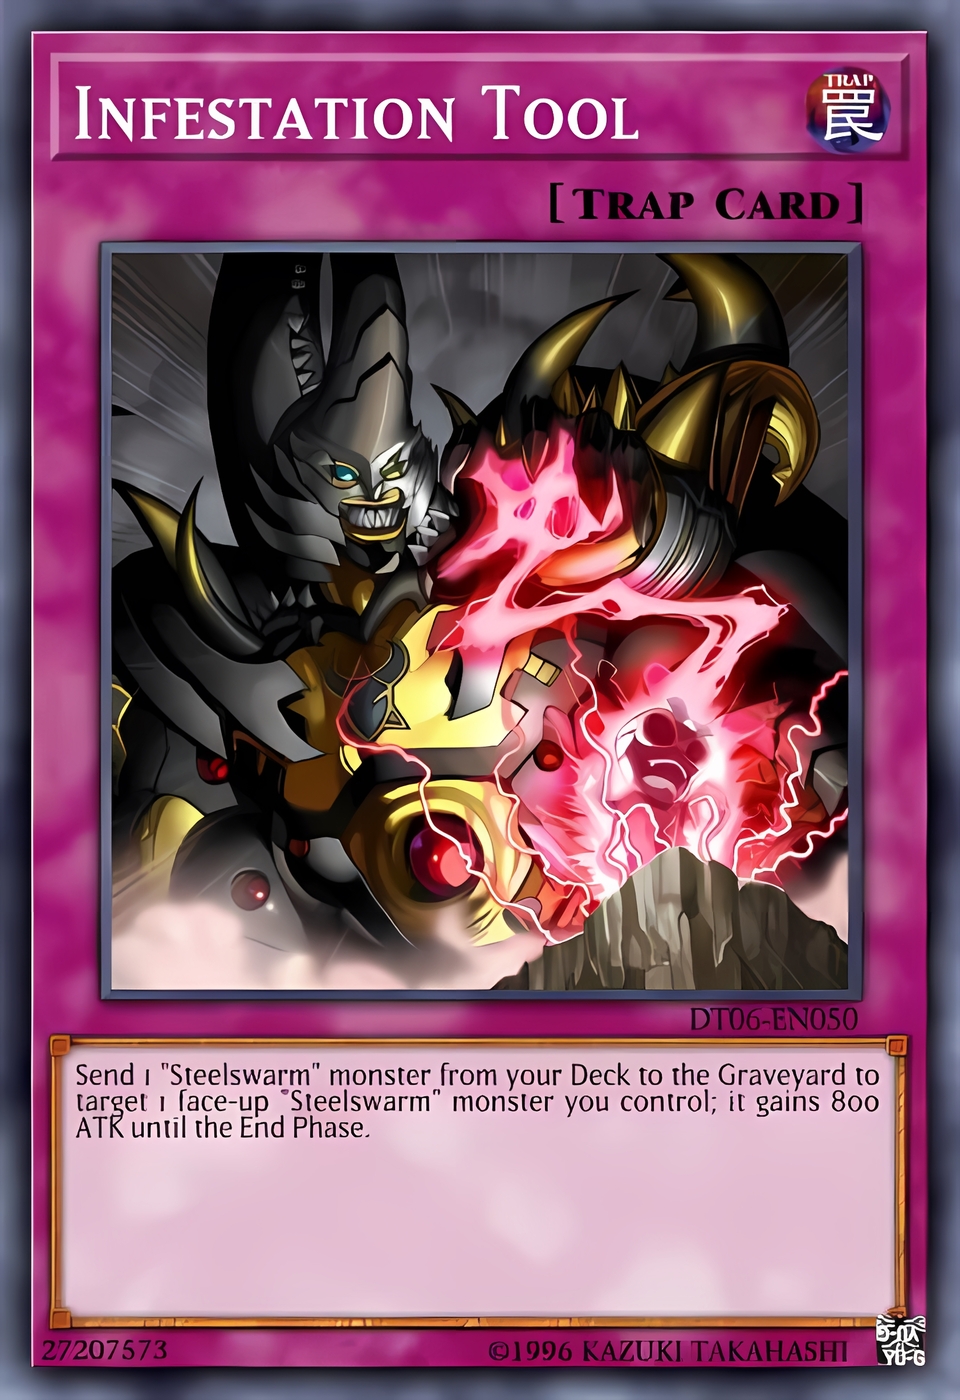 INFESTATION TOOL
TRAP
罠
[TRAP CARD]
DT06-EN050
Send 1 "Steelswarm" monster from your Deck to the Graveyard to
target 1 face-up "Steelswarm" monster you control; it gains 800
ATK until the End Phase.
27207573
©1996 KAZUKI TAKAHASHI